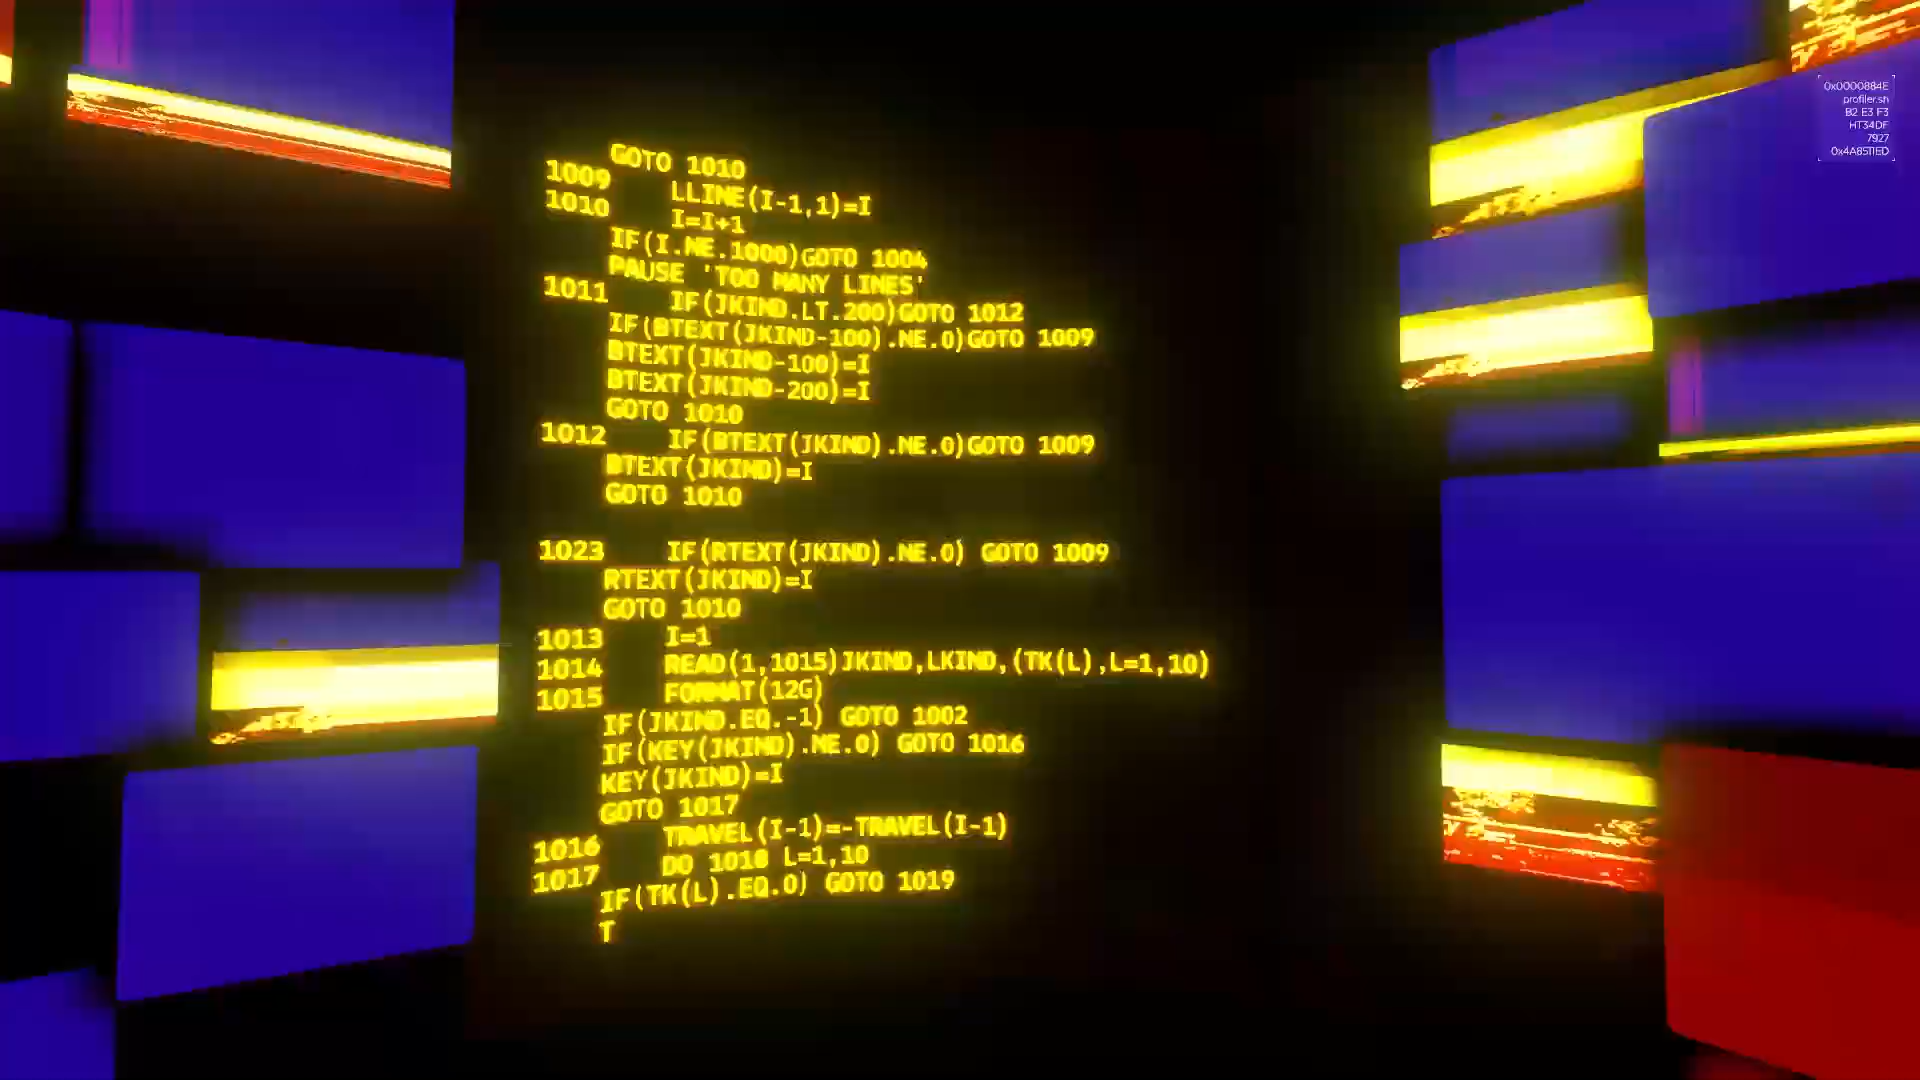 GOTO 1010
1009 LLINE(I-1,1)=I
1010 I=I+1
IF(I.NE.1000)GOTO 1004
PAUSE 'TOO MANY LINES'
1011 IF(JKIND.LT.200)GOTO 1012
IF(BTEXT(JKIND-100).NE.0)GOTO 1009
BTEXT(JKIND-100)=I
BTEXT(JKIND-200)=I
GOTO 1010
1012 IF(BTEXT(JKIND).NE.0)GOTO 1009
BTEXT(JKIND)=I
GOTO 1010
1023 IF(RTEXT(JKIND).NE.0) GOTO 1009
RTEXT(JKIND)=I
GOTO 1010
1013 I=1
1014 READ(1,1015)JKIND,LKIND,(TK(L),L=1,10)
1015 FORMAT(12G)
IF(JKIND.EQ.-1) GOTO 1002
IF(KEY(JKIND).NE.0) GOTO 1016
KEY(JKIND)=I
GOTO 1017
1016 TRAVEL(I-1)=-TRAVEL(I-1)
1017 DO 1018 L=1,10
IF(TK(L).EQ.0) GOTO 1019
T
0x0000884E
profiler.sh
B2 E3 F3
HT34DF
7927
0x4A8511ED